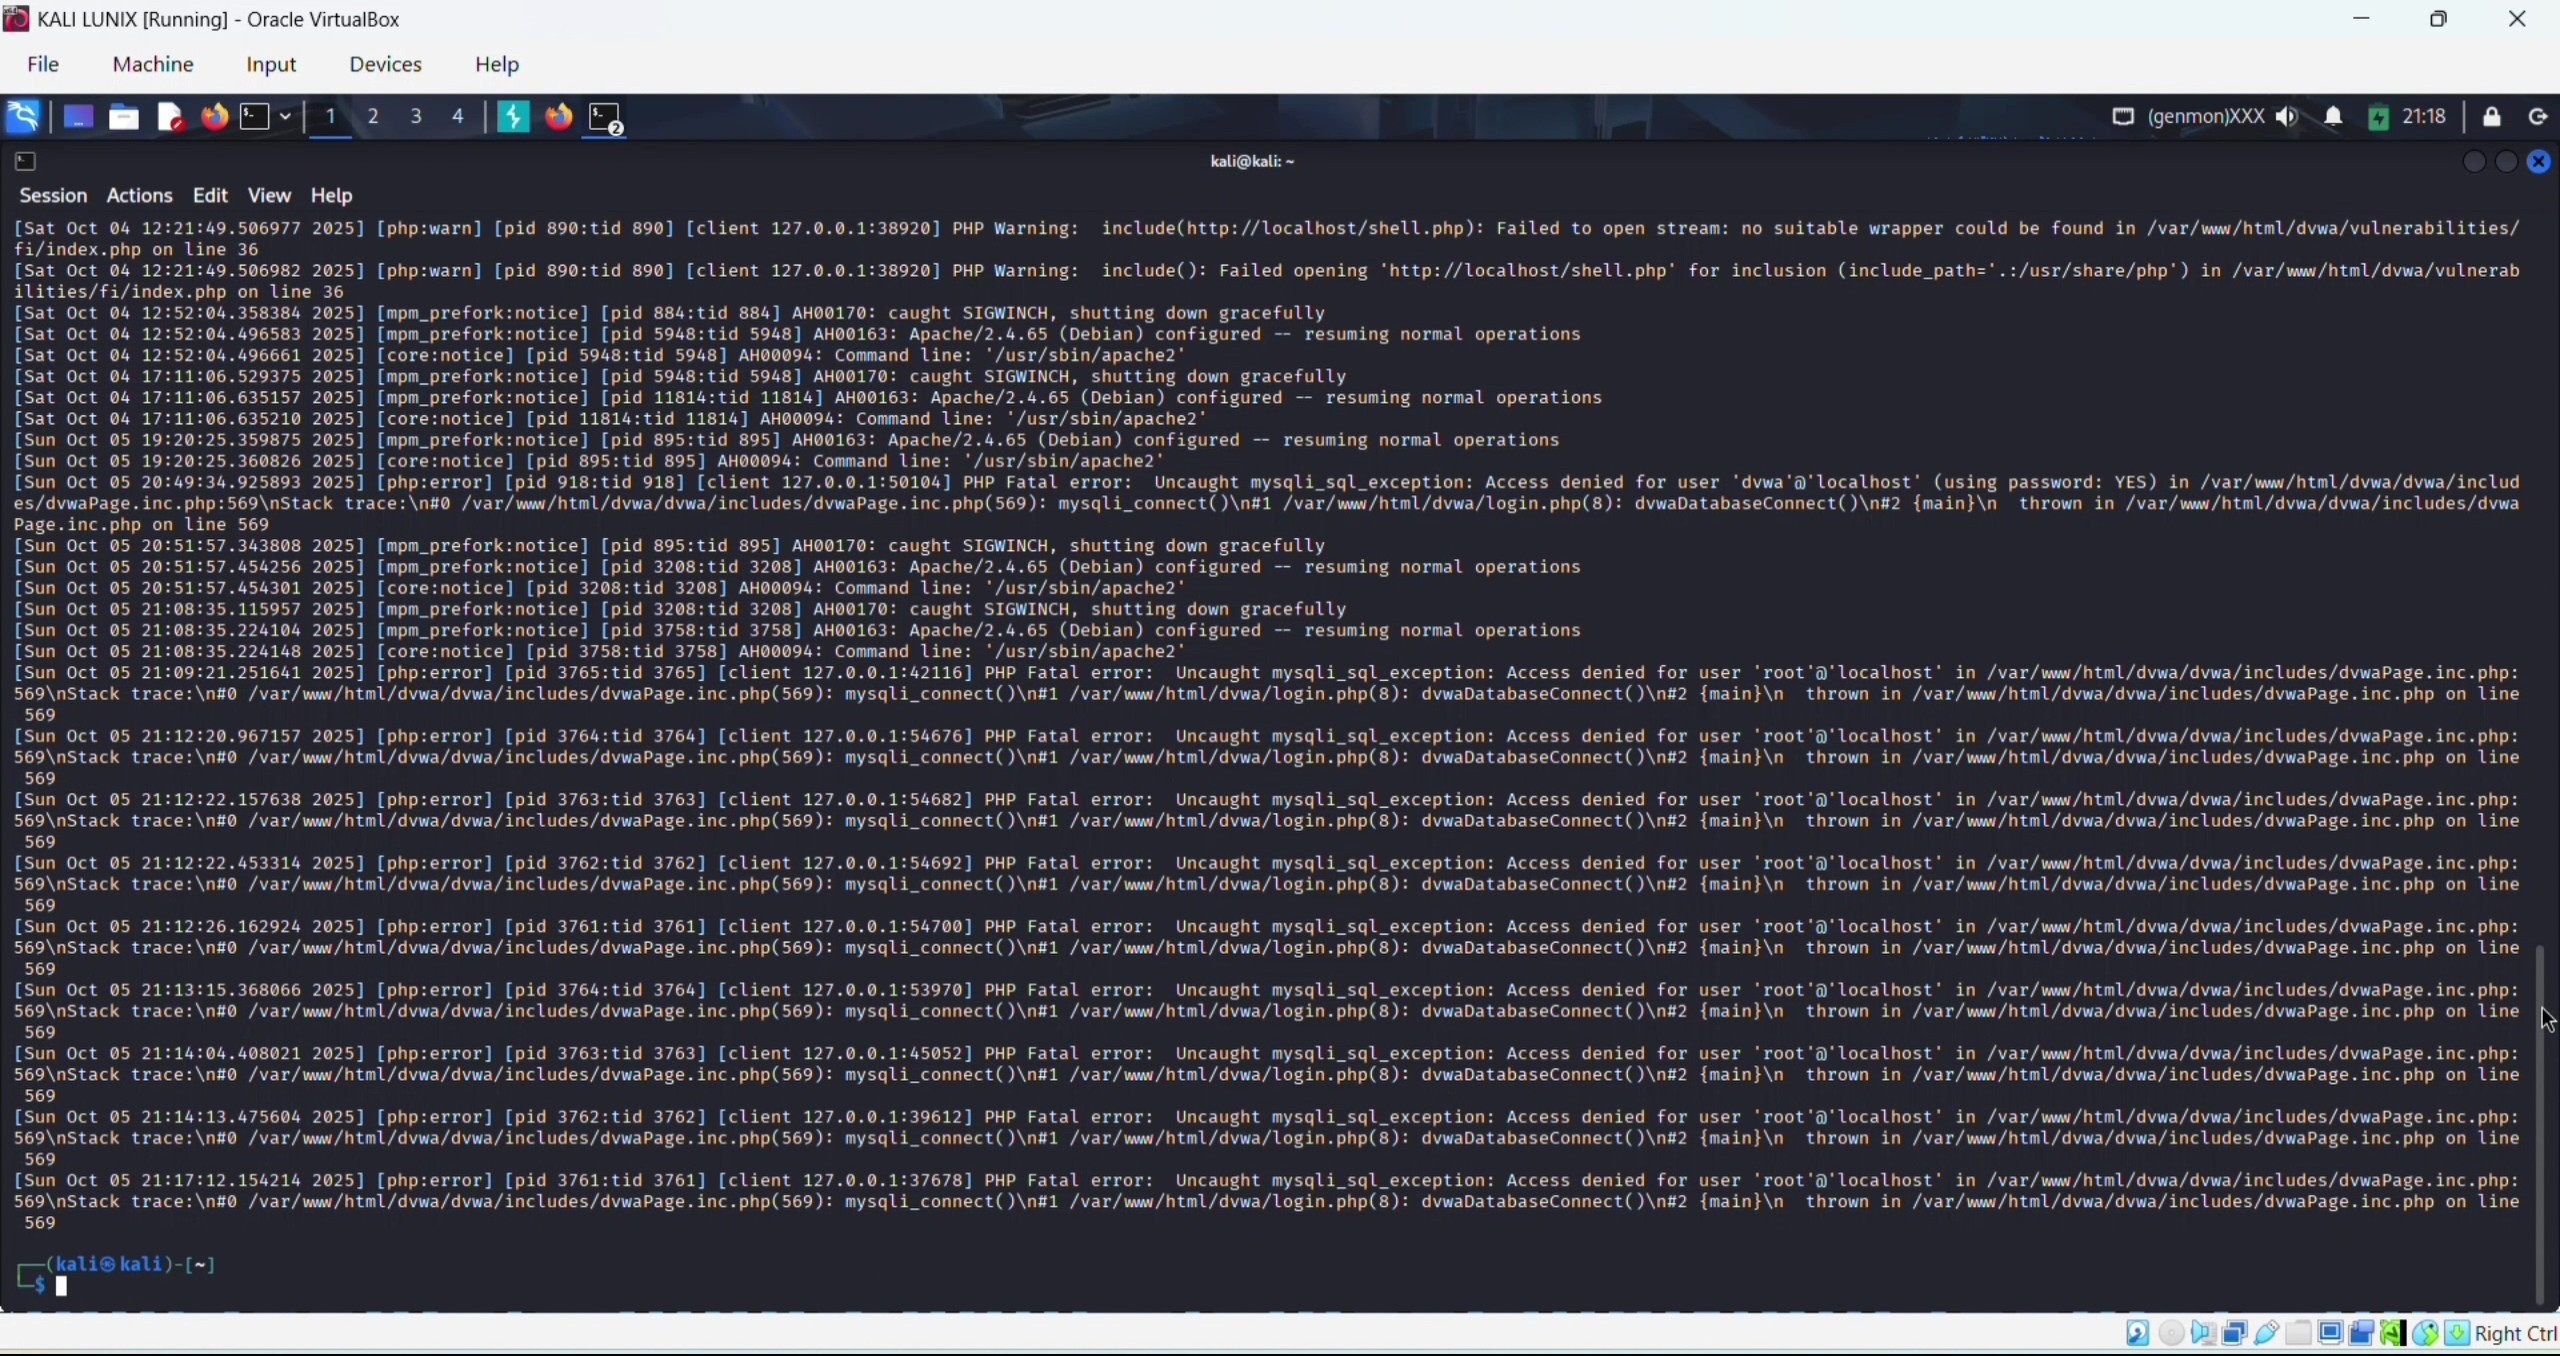 KALI LUNIX [Running] - Oracle VirtualBox
File Machine Input Devices Help
1 2 3 4 2 (genmon)XXX 21:18
kali@kali: ~
Session Actions Edit View Help
[Sat Oct 04 12:21:49.506977 2025] [php:warn] [pid 890:tid 890] [client 127.0.0.1:38920] PHP Warning:  include(http://localhost/shell.php): Failed to open stream: no suitable wrapper could be found in /var/www/html/dvwa/vulnerabilities/
fi/index.php on line 36
[Sat Oct 04 12:21:49.506982 2025] [php:warn] [pid 890:tid 890] [client 127.0.0.1:38920] PHP Warning:  include(): Failed opening 'http://localhost/shell.php' for inclusion (include_path='.:/usr/share/php') in /var/www/html/dvwa/vulnerab
ilities/fi/index.php on line 36
[Sat Oct 04 12:52:04.358384 2025] [mpm_prefork:notice] [pid 884:tid 884] AH00170: caught SIGWINCH, shutting down gracefully
[Sat Oct 04 12:52:04.496583 2025] [mpm_prefork:notice] [pid 5948:tid 5948] AH00163: Apache/2.4.65 (Debian) configured -- resuming normal operations
[Sat Oct 04 12:52:04.496661 2025] [core:notice] [pid 5948:tid 5948] AH00094: Command line: '/usr/sbin/apache2'
[Sat Oct 04 17:11:06.529375 2025] [mpm_prefork:notice] [pid 5948:tid 5948] AH00170: caught SIGWINCH, shutting down gracefully
[Sat Oct 04 17:11:06.635157 2025] [mpm_prefork:notice] [pid 11814:tid 11814] AH00163: Apache/2.4.65 (Debian) configured -- resuming normal operations
[Sat Oct 04 17:11:06.635210 2025] [core:notice] [pid 11814:tid 11814] AH00094: Command line: '/usr/sbin/apache2'
[Sun Oct 05 19:20:25.359875 2025] [mpm_prefork:notice] [pid 895:tid 895] AH00163: Apache/2.4.65 (Debian) configured -- resuming normal operations
[Sun Oct 05 19:20:25.360826 2025] [core:notice] [pid 895:tid 895] AH00094: Command line: '/usr/sbin/apache2'
[Sun Oct 05 20:49:34.925893 2025] [php:error] [pid 918:tid 918] [client 127.0.0.1:50104] PHP Fatal error:  Uncaught mysqli_sql_exception: Access denied for user 'dvwa'@'localhost' (using password: YES) in /var/www/html/dvwa/dvwa/includ
es/dvwaPage.inc.php:569\nStack trace:\n#0 /var/www/html/dvwa/dvwa/includes/dvwaPage.inc.php(569): mysqli_connect()\n#1 /var/www/html/dvwa/login.php(8): dvwaDatabaseConnect()\n#2 {main}\n  thrown in /var/www/html/dvwa/dvwa/includes/dvwa
Page.inc.php on line 569
[Sun Oct 05 20:51:57.343808 2025] [mpm_prefork:notice] [pid 895:tid 895] AH00170: caught SIGWINCH, shutting down gracefully
[Sun Oct 05 20:51:57.454256 2025] [mpm_prefork:notice] [pid 3208:tid 3208] AH00163: Apache/2.4.65 (Debian) configured -- resuming normal operations
[Sun Oct 05 20:51:57.454301 2025] [core:notice] [pid 3208:tid 3208] AH00094: Command line: '/usr/sbin/apache2'
[Sun Oct 05 21:08:35.115957 2025] [mpm_prefork:notice] [pid 3208:tid 3208] AH00170: caught SIGWINCH, shutting down gracefully
[Sun Oct 05 21:08:35.224104 2025] [mpm_prefork:notice] [pid 3758:tid 3758] AH00163: Apache/2.4.65 (Debian) configured -- resuming normal operations
[Sun Oct 05 21:08:35.224148 2025] [core:notice] [pid 3758:tid 3758] AH00094: Command line: '/usr/sbin/apache2'
[Sun Oct 05 21:09:21.251641 2025] [php:error] [pid 3765:tid 3765] [client 127.0.0.1:42116] PHP Fatal error:  Uncaught mysqli_sql_exception: Access denied for user 'root'@'localhost' in /var/www/html/dvwa/dvwa/includes/dvwaPage.inc.php:
569\nStack trace:\n#0 /var/www/html/dvwa/dvwa/includes/dvwaPage.inc.php(569): mysqli_connect()\n#1 /var/www/html/dvwa/login.php(8): dvwaDatabaseConnect()\n#2 {main}\n  thrown in /var/www/html/dvwa/dvwa/includes/dvwaPage.inc.php on line
569
[Sun Oct 05 21:12:20.967157 2025] [php:error] [pid 3764:tid 3764] [client 127.0.0.1:54676] PHP Fatal error:  Uncaught mysqli_sql_exception: Access denied for user 'root'@'localhost' in /var/www/html/dvwa/dvwa/includes/dvwaPage.inc.php:
569\nStack trace:\n#0 /var/www/html/dvwa/dvwa/includes/dvwaPage.inc.php(569): mysqli_connect()\n#1 /var/www/html/dvwa/login.php(8): dvwaDatabaseConnect()\n#2 {main}\n  thrown in /var/www/html/dvwa/dvwa/includes/dvwaPage.inc.php on line
569
[Sun Oct 05 21:12:22.157638 2025] [php:error] [pid 3763:tid 3763] [client 127.0.0.1:54682] PHP Fatal error:  Uncaught mysqli_sql_exception: Access denied for user 'root'@'localhost' in /var/www/html/dvwa/dvwa/includes/dvwaPage.inc.php:
569\nStack trace:\n#0 /var/www/html/dvwa/dvwa/includes/dvwaPage.inc.php(569): mysqli_connect()\n#1 /var/www/html/dvwa/login.php(8): dvwaDatabaseConnect()\n#2 {main}\n  thrown in /var/www/html/dvwa/dvwa/includes/dvwaPage.inc.php on line
569
[Sun Oct 05 21:12:22.453314 2025] [php:error] [pid 3762:tid 3762] [client 127.0.0.1:54692] PHP Fatal error:  Uncaught mysqli_sql_exception: Access denied for user 'root'@'localhost' in /var/www/html/dvwa/dvwa/includes/dvwaPage.inc.php:
569\nStack trace:\n#0 /var/www/html/dvwa/dvwa/includes/dvwaPage.inc.php(569): mysqli_connect()\n#1 /var/www/html/dvwa/login.php(8): dvwaDatabaseConnect()\n#2 {main}\n  thrown in /var/www/html/dvwa/dvwa/includes/dvwaPage.inc.php on line
569
[Sun Oct 05 21:12:26.162924 2025] [php:error] [pid 3761:tid 3761] [client 127.0.0.1:54700] PHP Fatal error:  Uncaught mysqli_sql_exception: Access denied for user 'root'@'localhost' in /var/www/html/dvwa/dvwa/includes/dvwaPage.inc.php:
569\nStack trace:\n#0 /var/www/html/dvwa/dvwa/includes/dvwaPage.inc.php(569): mysqli_connect()\n#1 /var/www/html/dvwa/login.php(8): dvwaDatabaseConnect()\n#2 {main}\n  thrown in /var/www/html/dvwa/dvwa/includes/dvwaPage.inc.php on line
569
[Sun Oct 05 21:13:15.368066 2025] [php:error] [pid 3764:tid 3764] [client 127.0.0.1:53970] PHP Fatal error:  Uncaught mysqli_sql_exception: Access denied for user 'root'@'localhost' in /var/www/html/dvwa/dvwa/includes/dvwaPage.inc.php:
569\nStack trace:\n#0 /var/www/html/dvwa/dvwa/includes/dvwaPage.inc.php(569): mysqli_connect()\n#1 /var/www/html/dvwa/login.php(8): dvwaDatabaseConnect()\n#2 {main}\n  thrown in /var/www/html/dvwa/dvwa/includes/dvwaPage.inc.php on line
569
[Sun Oct 05 21:14:04.408021 2025] [php:error] [pid 3763:tid 3763] [client 127.0.0.1:45052] PHP Fatal error:  Uncaught mysqli_sql_exception: Access denied for user 'root'@'localhost' in /var/www/html/dvwa/dvwa/includes/dvwaPage.inc.php:
569\nStack trace:\n#0 /var/www/html/dvwa/dvwa/includes/dvwaPage.inc.php(569): mysqli_connect()\n#1 /var/www/html/dvwa/login.php(8): dvwaDatabaseConnect()\n#2 {main}\n  thrown in /var/www/html/dvwa/dvwa/includes/dvwaPage.inc.php on line
569
[Sun Oct 05 21:14:13.475604 2025] [php:error] [pid 3762:tid 3762] [client 127.0.0.1:39612] PHP Fatal error:  Uncaught mysqli_sql_exception: Access denied for user 'root'@'localhost' in /var/www/html/dvwa/dvwa/includes/dvwaPage.inc.php:
569\nStack trace:\n#0 /var/www/html/dvwa/dvwa/includes/dvwaPage.inc.php(569): mysqli_connect()\n#1 /var/www/html/dvwa/login.php(8): dvwaDatabaseConnect()\n#2 {main}\n  thrown in /var/www/html/dvwa/dvwa/includes/dvwaPage.inc.php on line
569
[Sun Oct 05 21:17:12.154214 2025] [php:error] [pid 3761:tid 3761] [client 127.0.0.1:37678] PHP Fatal error:  Uncaught mysqli_sql_exception: Access denied for user 'root'@'localhost' in /var/www/html/dvwa/dvwa/includes/dvwaPage.inc.php:
569\nStack trace:\n#0 /var/www/html/dvwa/dvwa/includes/dvwaPage.inc.php(569): mysqli_connect()\n#1 /var/www/html/dvwa/login.php(8): dvwaDatabaseConnect()\n#2 {main}\n  thrown in /var/www/html/dvwa/dvwa/includes/dvwaPage.inc.php on line
569
┌──(kali㉿kali)-[~]
└─$
Right Ctrl